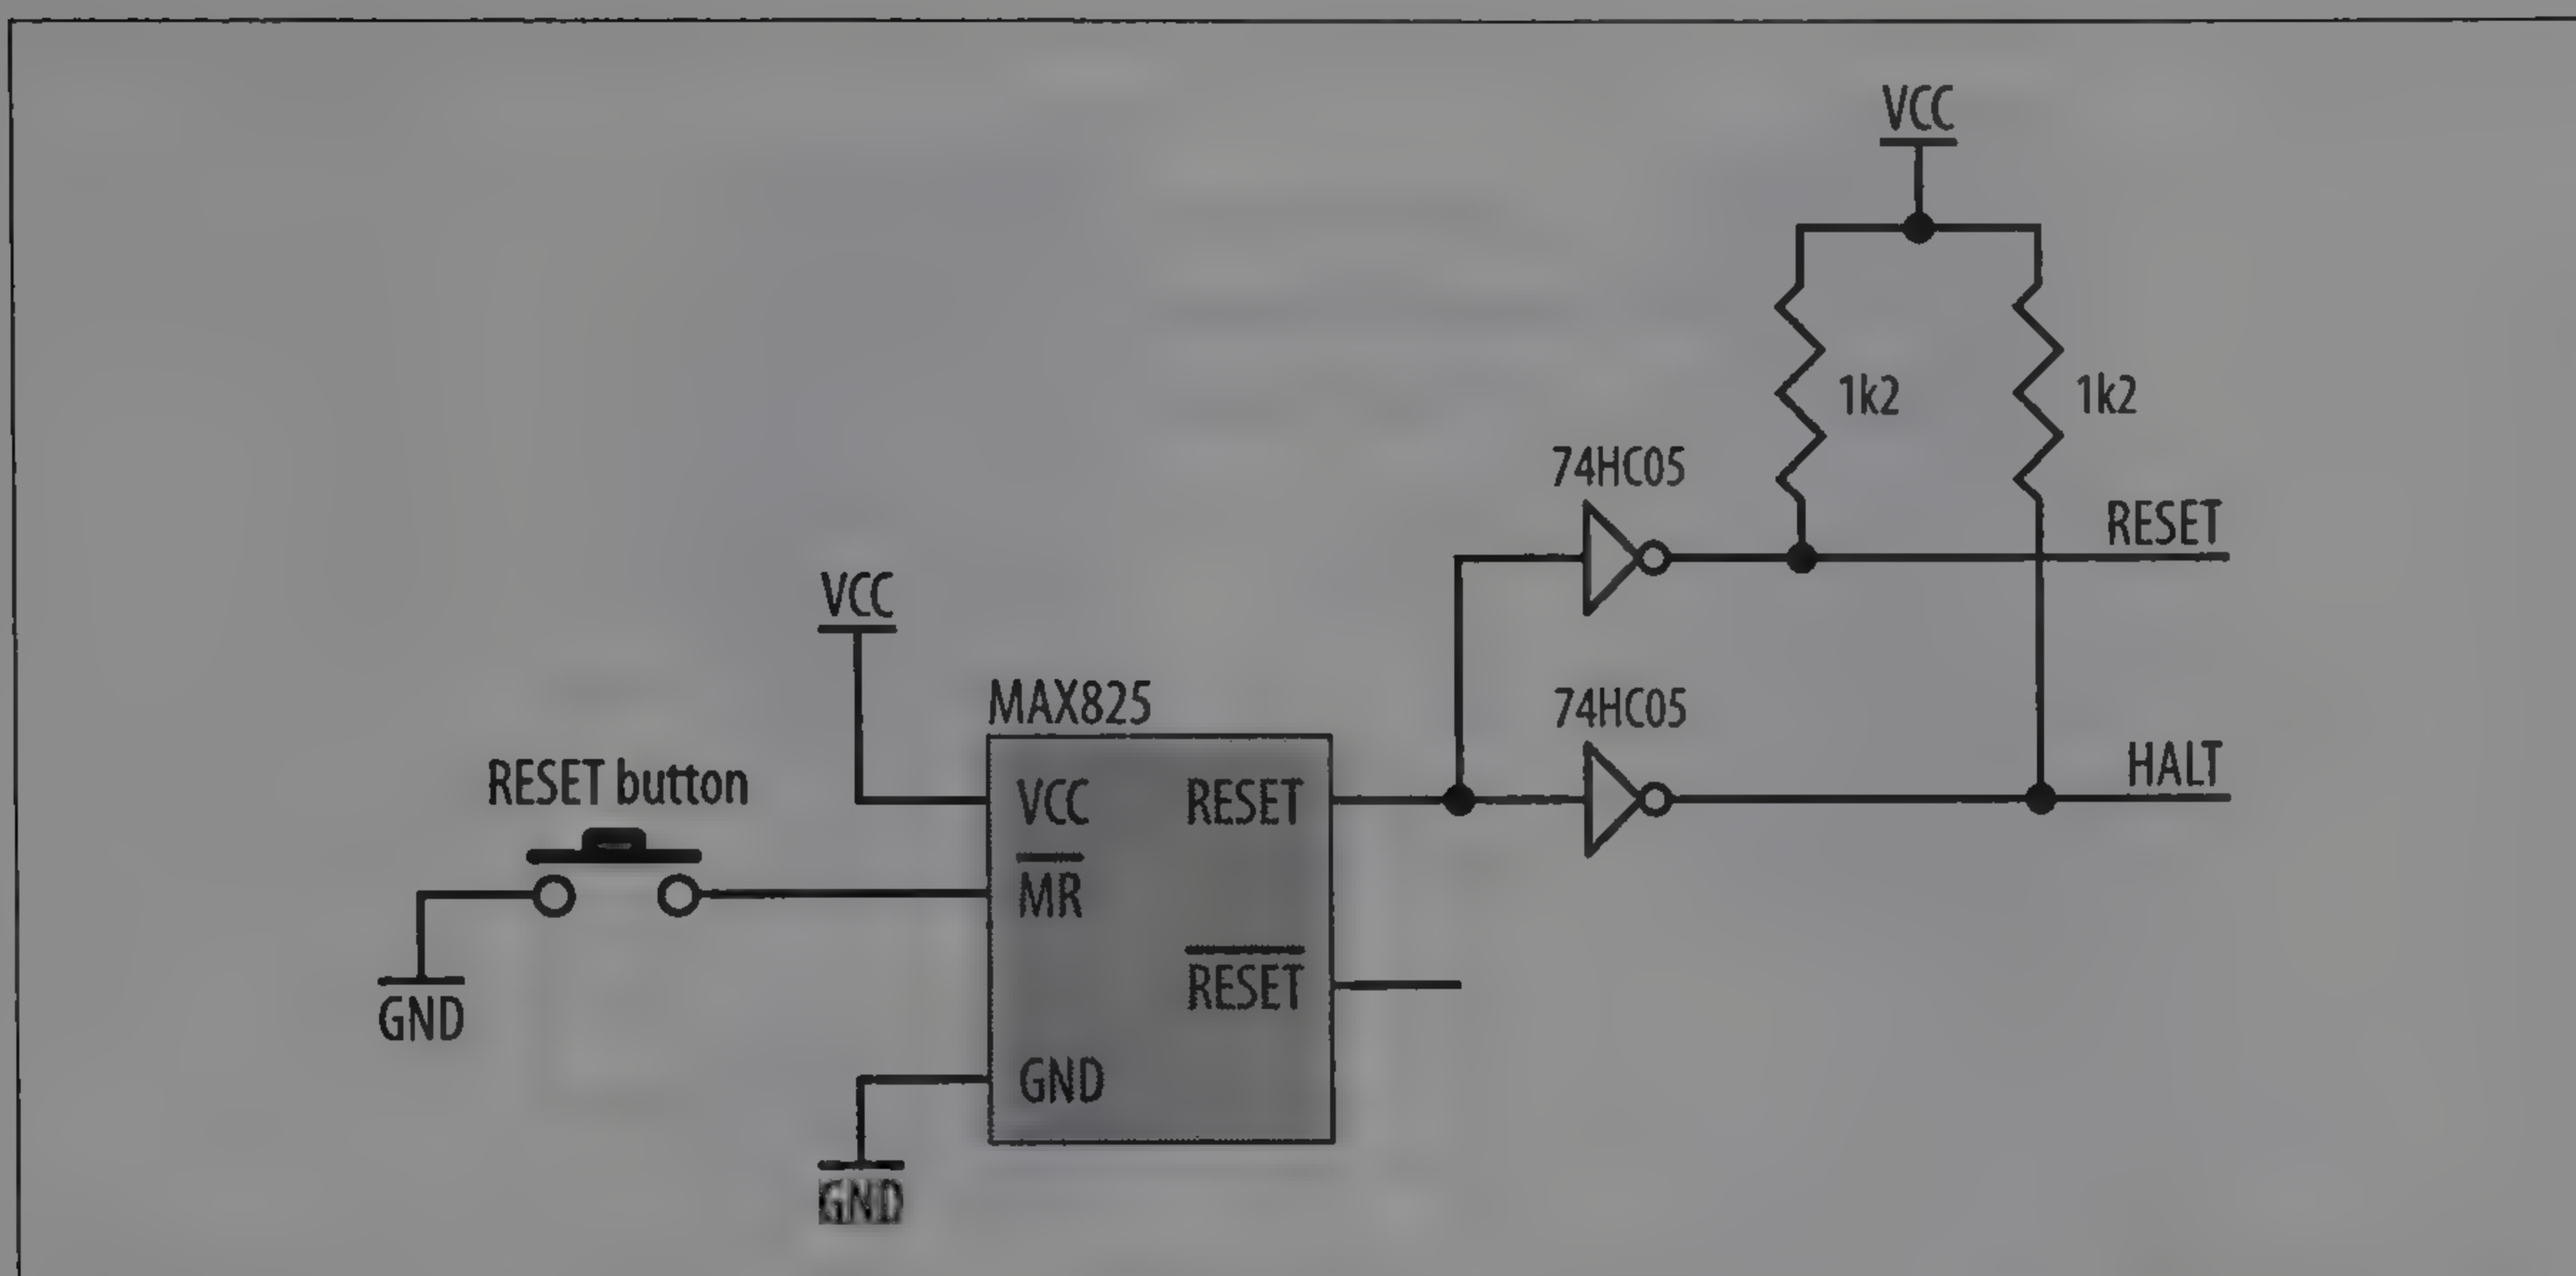 VCC
1k2
1k2
74HC05
RESET
VCC
MAX825
74HC05
HALT
RESET button
VCC
RESET
MR
RESET
GND
GND
GND